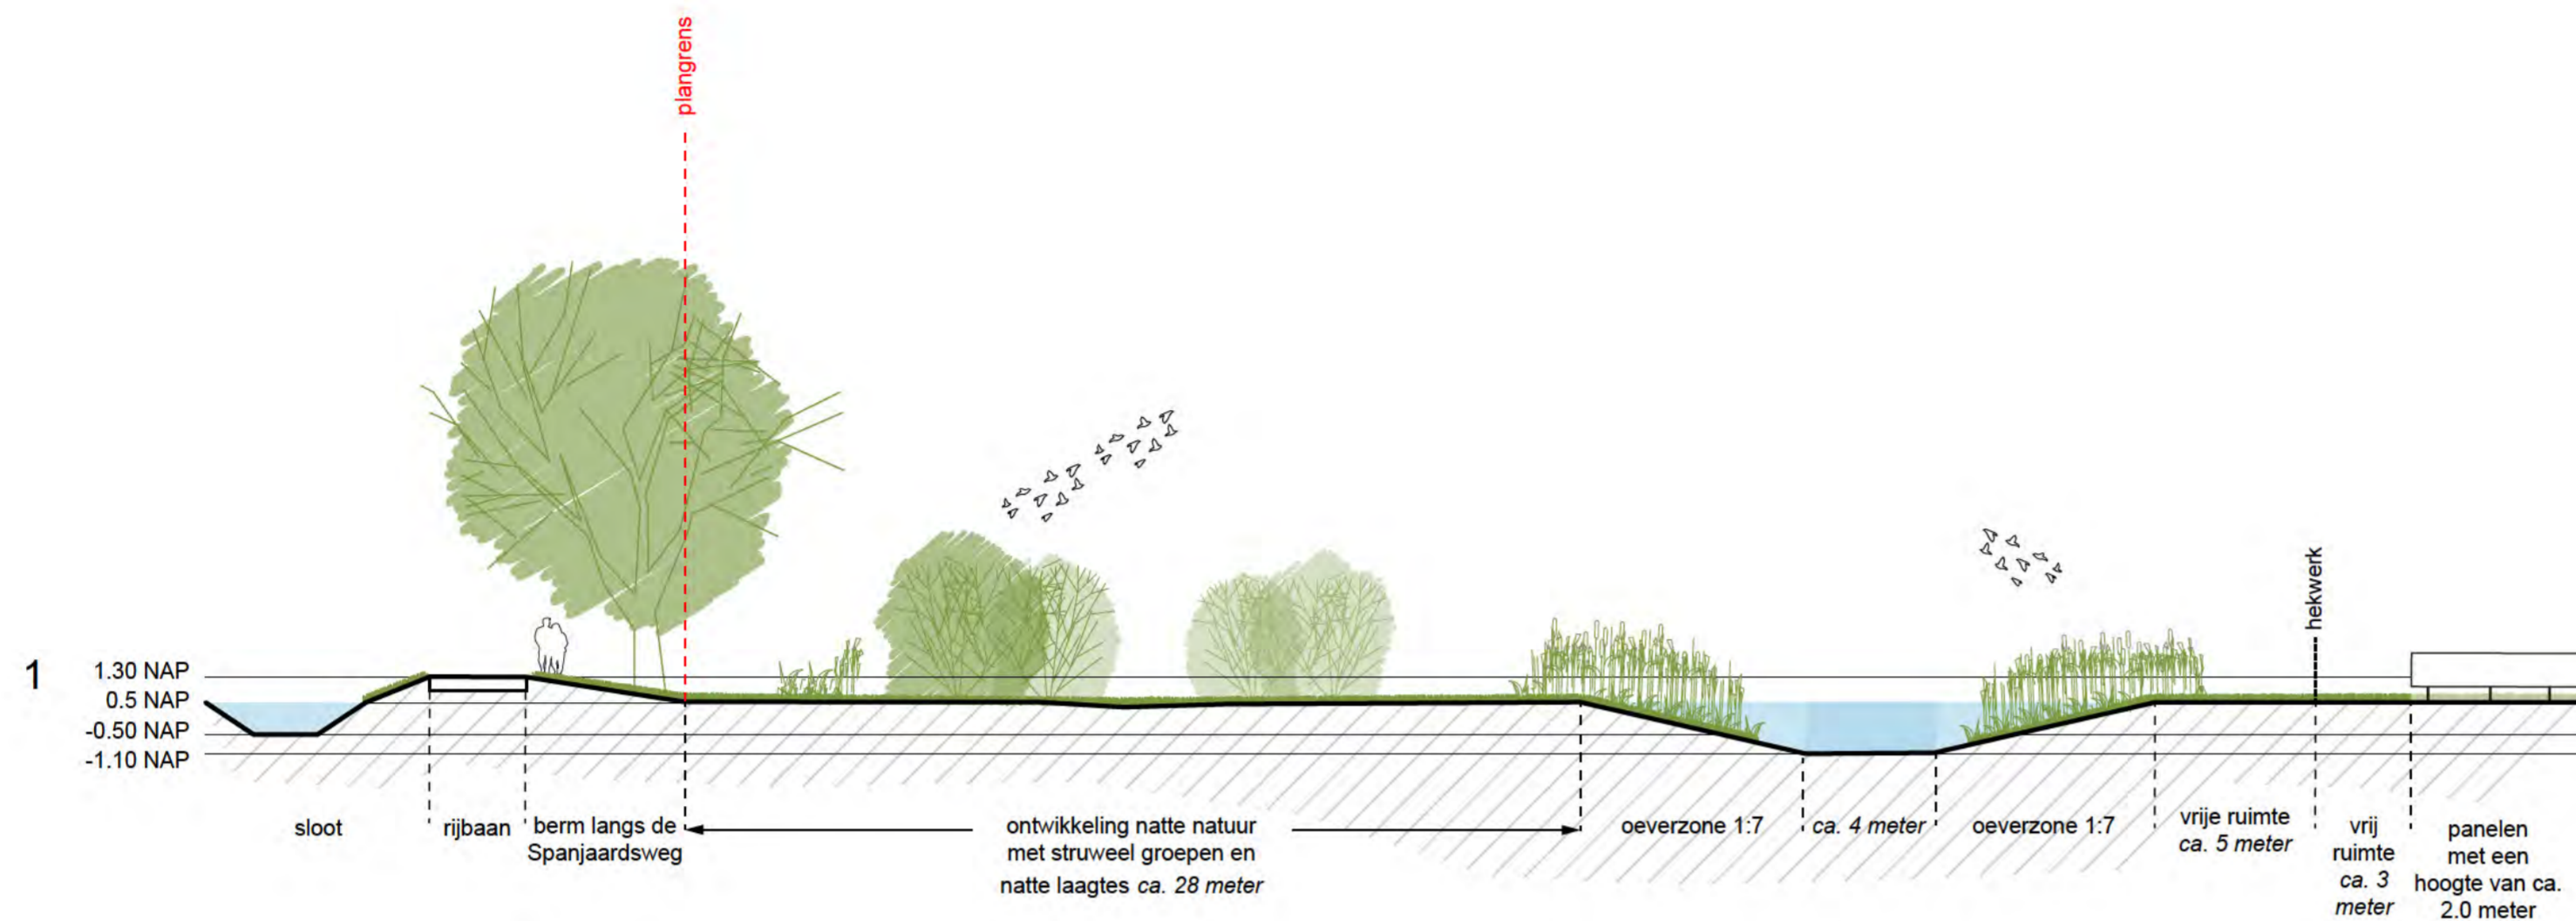 plangrens
hekwerk
1
1.30 NAP
0.5 NAP
-0.50 NAP
-1.10 NAP
sloot
rijbaan
berm langs de
Spanjaardsweg
ontwikkeling natte natuur
met struweel groepen en
natte laagtes ca. 28 meter
oeverzone 1:7
ca. 4 meter
oeverzone 1:7
vrije ruimte
ca. 5 meter
vrij
ruimte
ca. 3
meter
panelen
met een
hoogte van ca.
2.0 meter